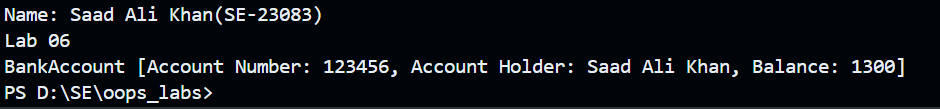 Name: Saad Ali Khan(SE-23083)
Lab 06
BankAccount [Account Number: 123456, Account Holder: Saad Ali Khan, Balance: 1300]
PS D:\SE\oops_labs>